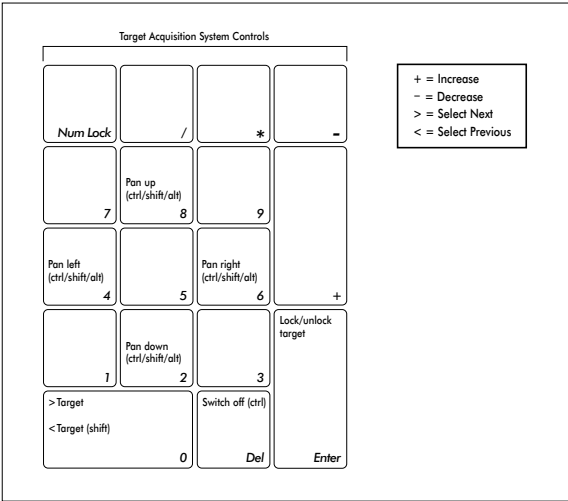 Target Acquisition System Controls
+ = Increase
− = Decrease
> = Select Next
< = Select Previous
Num Lock
/
*
-
7
Pan up
(ctrl/shift/alt)
8
9
Pan left
(ctrl/shift/alt)
4
5
Pan right
(ctrl/shift/alt)
6
+
1
Pan down
(ctrl/shift/alt)
2
3
Lock/unlock
target
Enter
>Target
<Target (shift)
0
Switch off (ctrl)
Del